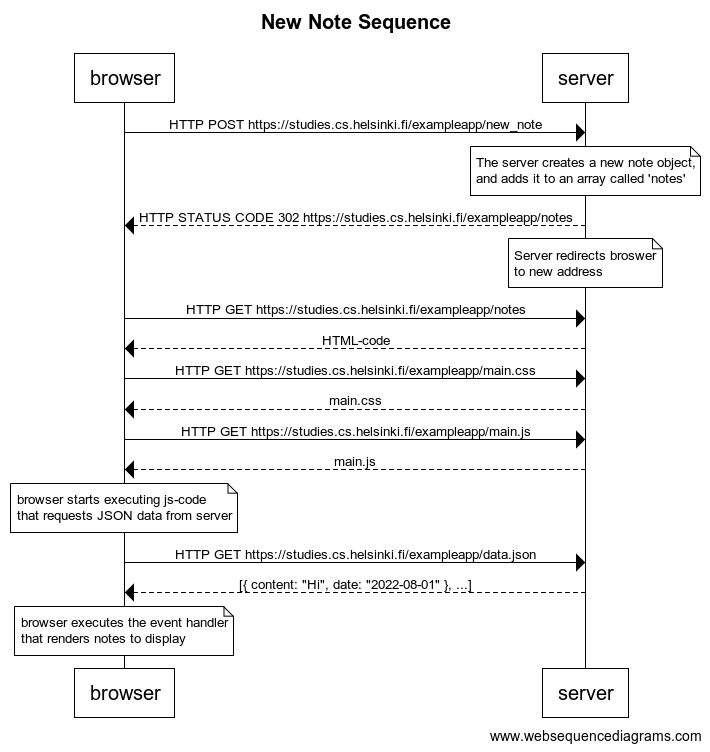 New Note Sequence
browser
server
HTTP POST https://studies.cs.helsinki.fi/exampleapp/new_note
The server creates a new note object,
and adds it to an array called 'notes'
HTTP STATUS CODE 302 https://studies.cs.helsinki.fi/exampleapp/notes
Server redirects broswer
to new address
HTTP GET https://studies.cs.helsinki.fi/exampleapp/notes
HTML-code
HTTP GET https://studies.cs.helsinki.fi/exampleapp/main.css
main.css
HTTP GET https://studies.cs.helsinki.fi/exampleapp/main.js
main.js
browser starts executing js-code
that requests JSON data from server
HTTP GET https://studies.cs.helsinki.fi/exampleapp/data.json
[{ content: "Hi", date: "2022-08-01" }, ...]
browser executes the event handler
that renders notes to display
browser
server
www.websequencediagrams.com